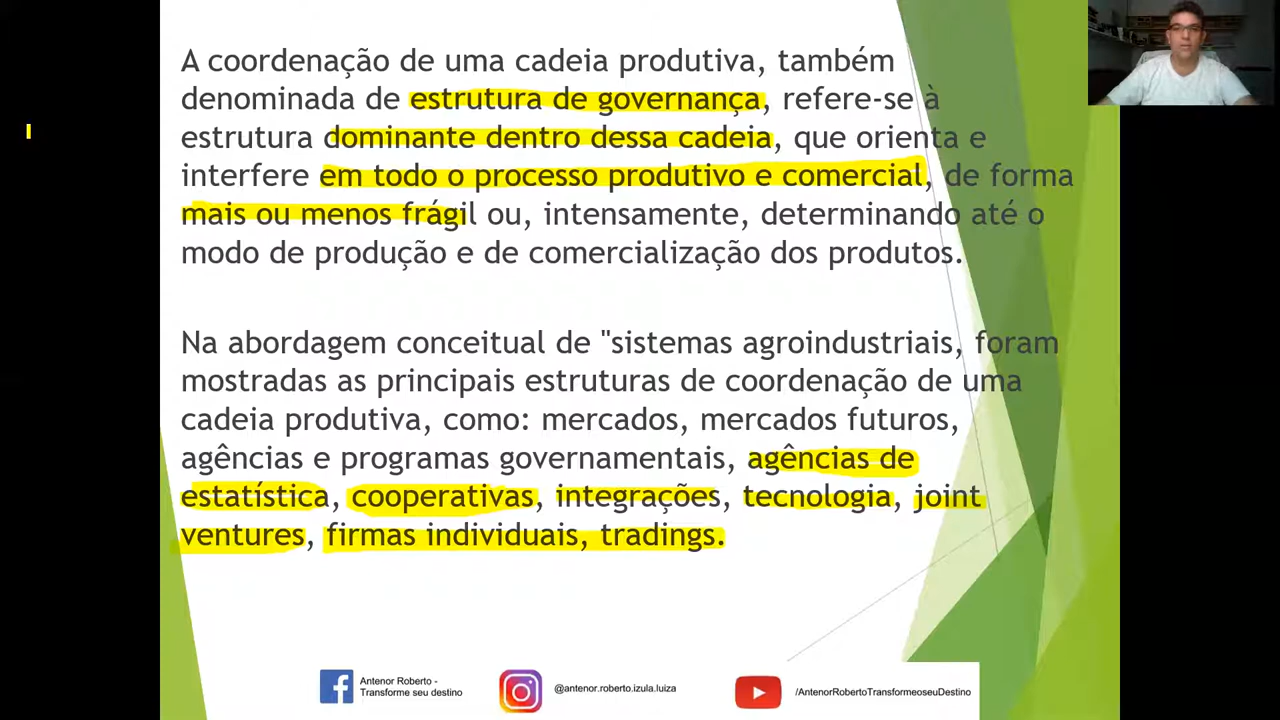 A coordenação de uma cadeia produtiva, também
denominada de estrutura de governança, refere-se à
estrutura dominante dentro dessa cadeia, que orienta e
interfere em todo o processo produtivo e comercial, de forma
mais ou menos frágil ou, intensamente, determinando até o
modo de produção e de comercialização dos produtos.
Na abordagem conceitual de "sistemas agroindustriais, foram
mostradas as principais estruturas de coordenação de uma
cadeia produtiva, como: mercados, mercados futuros,
agências e programas governamentais, agências de
estatística, cooperativas, integrações, tecnologia, joint
ventures, firmas individuais, tradings.
Antenor Roberto -
Transforme seu destino
@antenor.roberto.izula.luiza
/AntenorRobertoTransformeoseuDestino